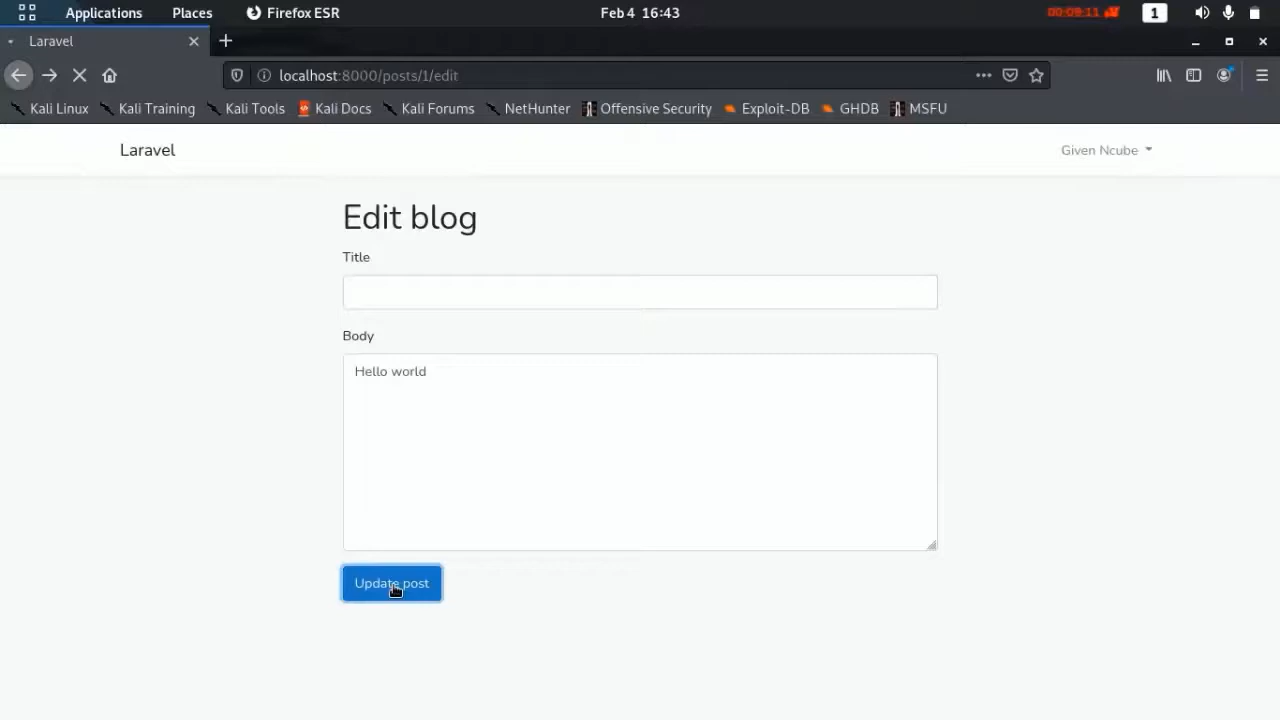 Applications Places Firefox ESR Feb 4 16:43 00:09:11 1
Laravel
localhost:8000/posts/1/edit
Kali Linux Kali Training Kali Tools Kali Docs Kali Forums NetHunter Offensive Security Exploit-DB GHDB MSFU
Laravel Given Ncube
Edit blog
Title
Body
Hello world
Update post